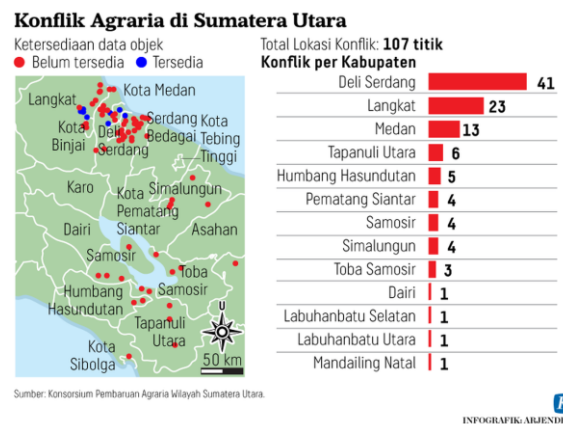 Konflik Agraria di Sumatera Utara
Ketersediaan data objek
Belum tersedia
Tersedia
Langkat
Kota Medan
Kota Binjai
Deli Serdang
Serdang Bedagai
Kota Tebing Tinggi
Karo
Kota Pematang Siantar
Simalungun
Dairi
Asahan
Samosir
Toba Samosir
Humbang Hasundutan
Tapanuli Utara
Kota Sibolga
U
50 km
Total Lokasi Konflik: 107 titik
Konflik per Kabupaten
Deli Serdang 41
Langkat 23
Medan 13
Tapanuli Utara 6
Humbang Hasundutan 5
Pematang Siantar 4
Samosir 4
Simalungun 4
Toba Samosir 3
Dairi 1
Labuhanbatu Selatan 1
Labuhanbatu Utara 1
Mandailing Natal 1
Sumber: Konsorsium Pembaruan Agraria Wilayah Sumatera Utara.
INFOGRAFIK: